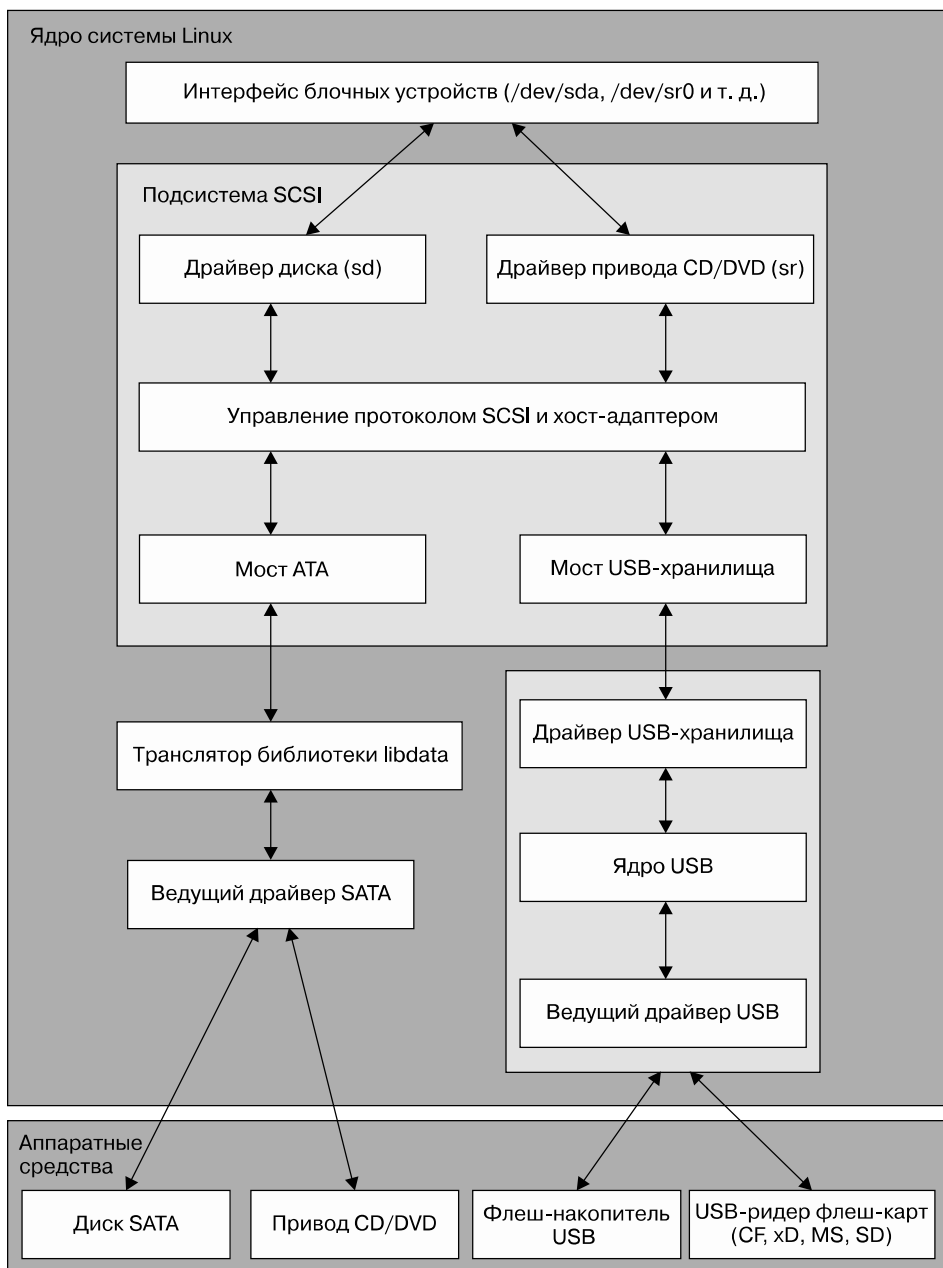 Ядро системы Linux
Интерфейс блочных устройств (/dev/sda, /dev/sr0 и т. д.)
Подсистема SCSI
Драйвер диска (sd)
Драйвер привода CD/DVD (sr)
Управление протоколом SCSI и хост-адаптером
Мост ATA
Мост USB-хранилища
Транслятор библиотеки libdata
Драйвер USB-хранилища
Ядро USB
Ведущий драйвер SATA
Ведущий драйвер USB
Аппаратные
средства
Диск SATA
Привод CD/DVD
Флеш-накопитель
USB
USB-ридер флеш-карт
(CF, xD, MS, SD)